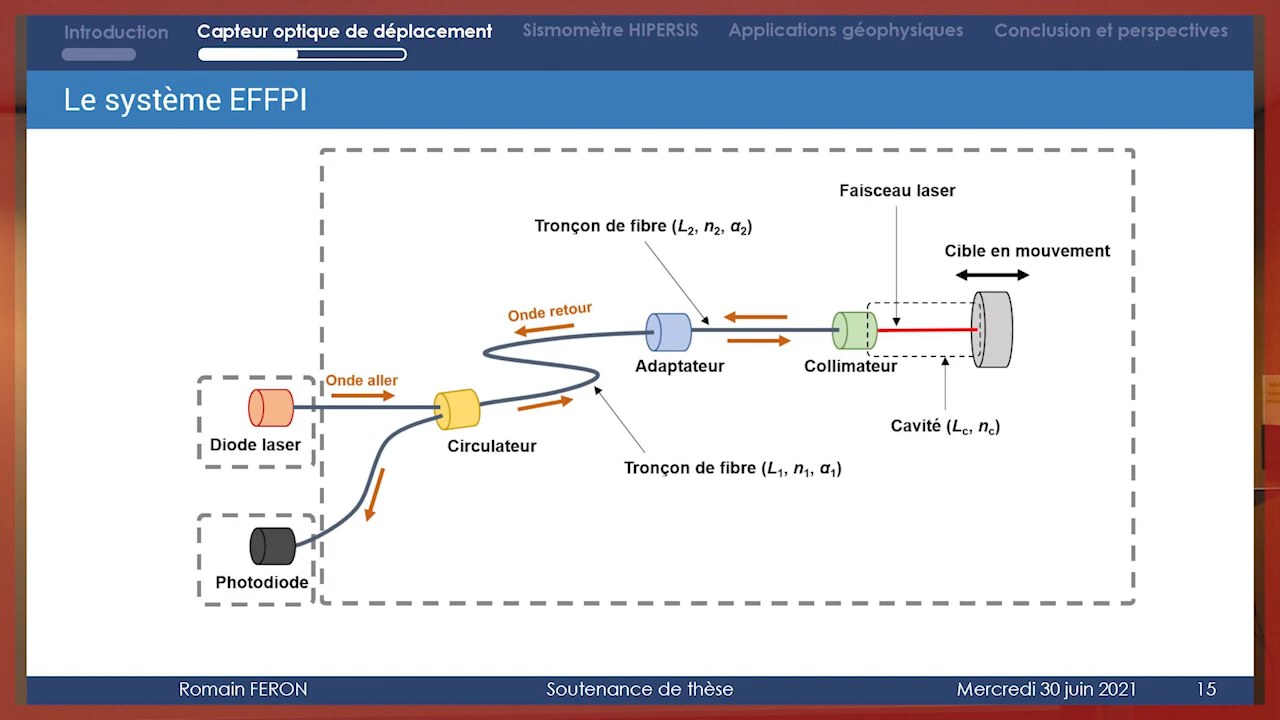 Introduction
Capteur optique de déplacement
Sismomètre HIPERSIS
Applications géophysiques
Conclusion et perspectives
Le système EFFPI
Faisceau laser
Tronçon de fibre (L2, n2, α2)
Cible en mouvement
Onde retour
Adaptateur
Collimateur
Onde aller
Cavité (Lc, nc)
Diode laser
Circulateur
Tronçon de fibre (L1, n1, α1)
Photodiode
Romain FERON
Soutenance de thèse
Mercredi 30 juin 2021
15